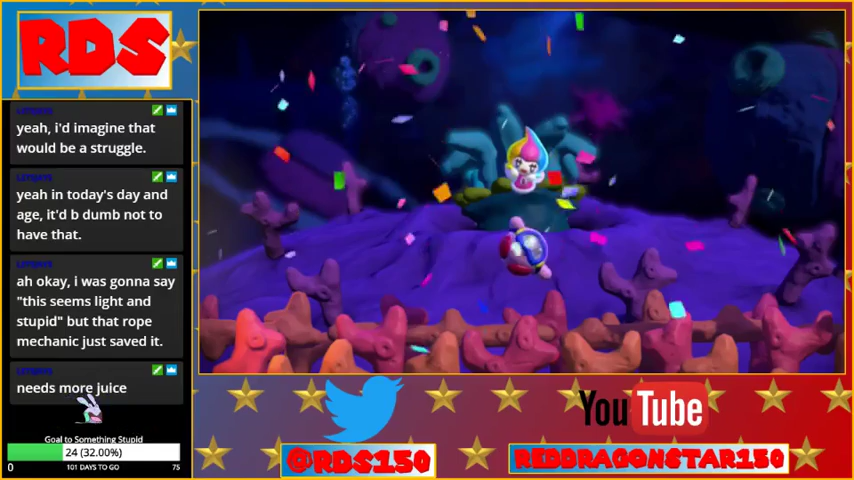 RDS
yeah, i'd imagine that
would be a struggle.
yeah in today's day and
age, it'd b dumb not to
have that.
ah okay, i was gonna say
"this seems light and
stupid" but that rope
mechanic just saved it.
needs more juice
Goal to Something Stupid
24 (32.00%)
0
101 DAYS TO GO
75
YouTube
@RDS150
REDDRAGONSTAR150